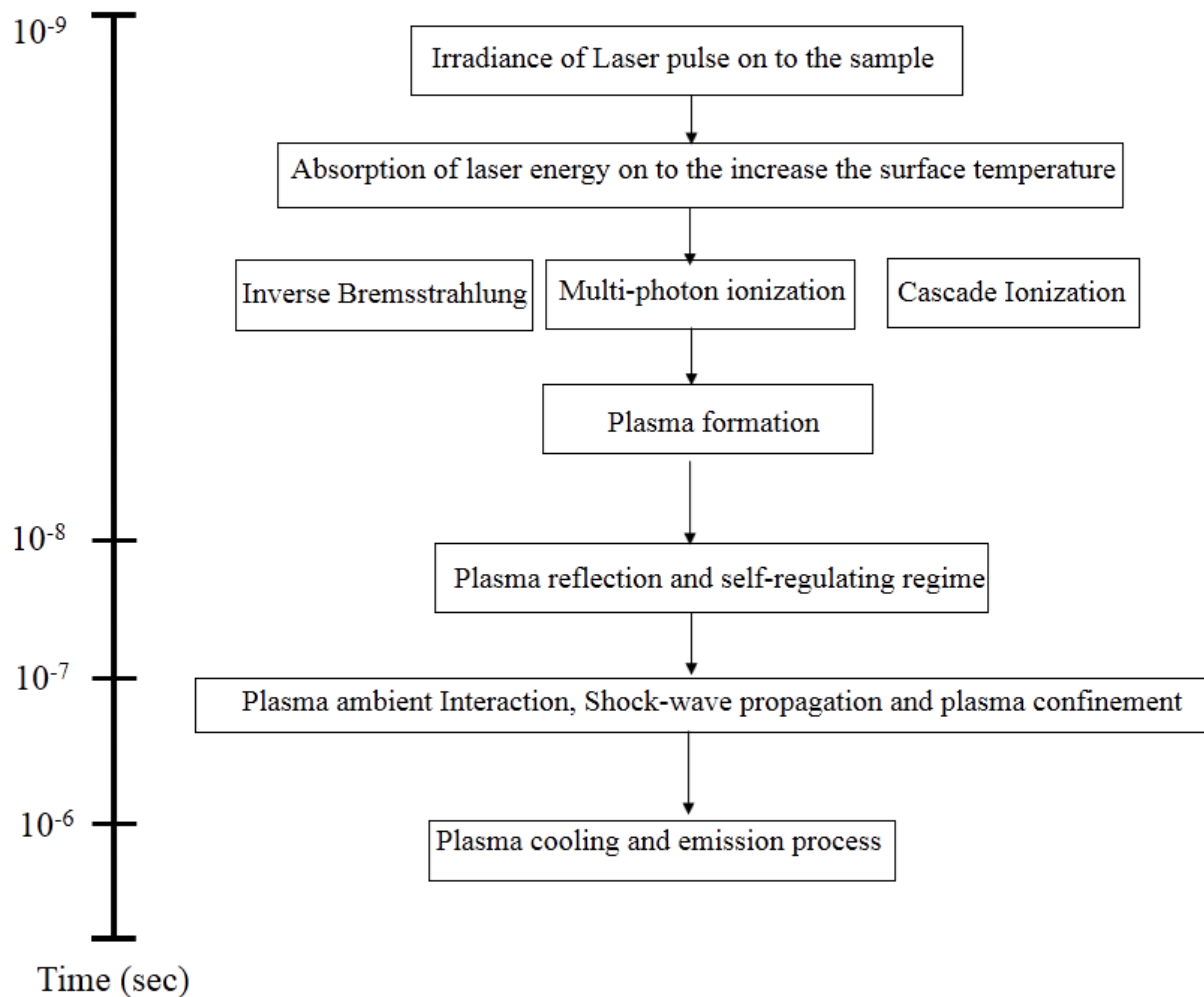 10-9
Irradiance of Laser pulse on to the sample
Absorption of laser energy on to the increase the surface temperature
Inverse Bremsstrahlung
Multi-photon ionization
Cascade Ionization
Plasma formation
10-8
Plasma reflection and self-regulating regime
10-7
Plasma ambient Interaction, Shock-wave propagation and plasma confinement
10-6
Plasma cooling and emission process
Time (sec)